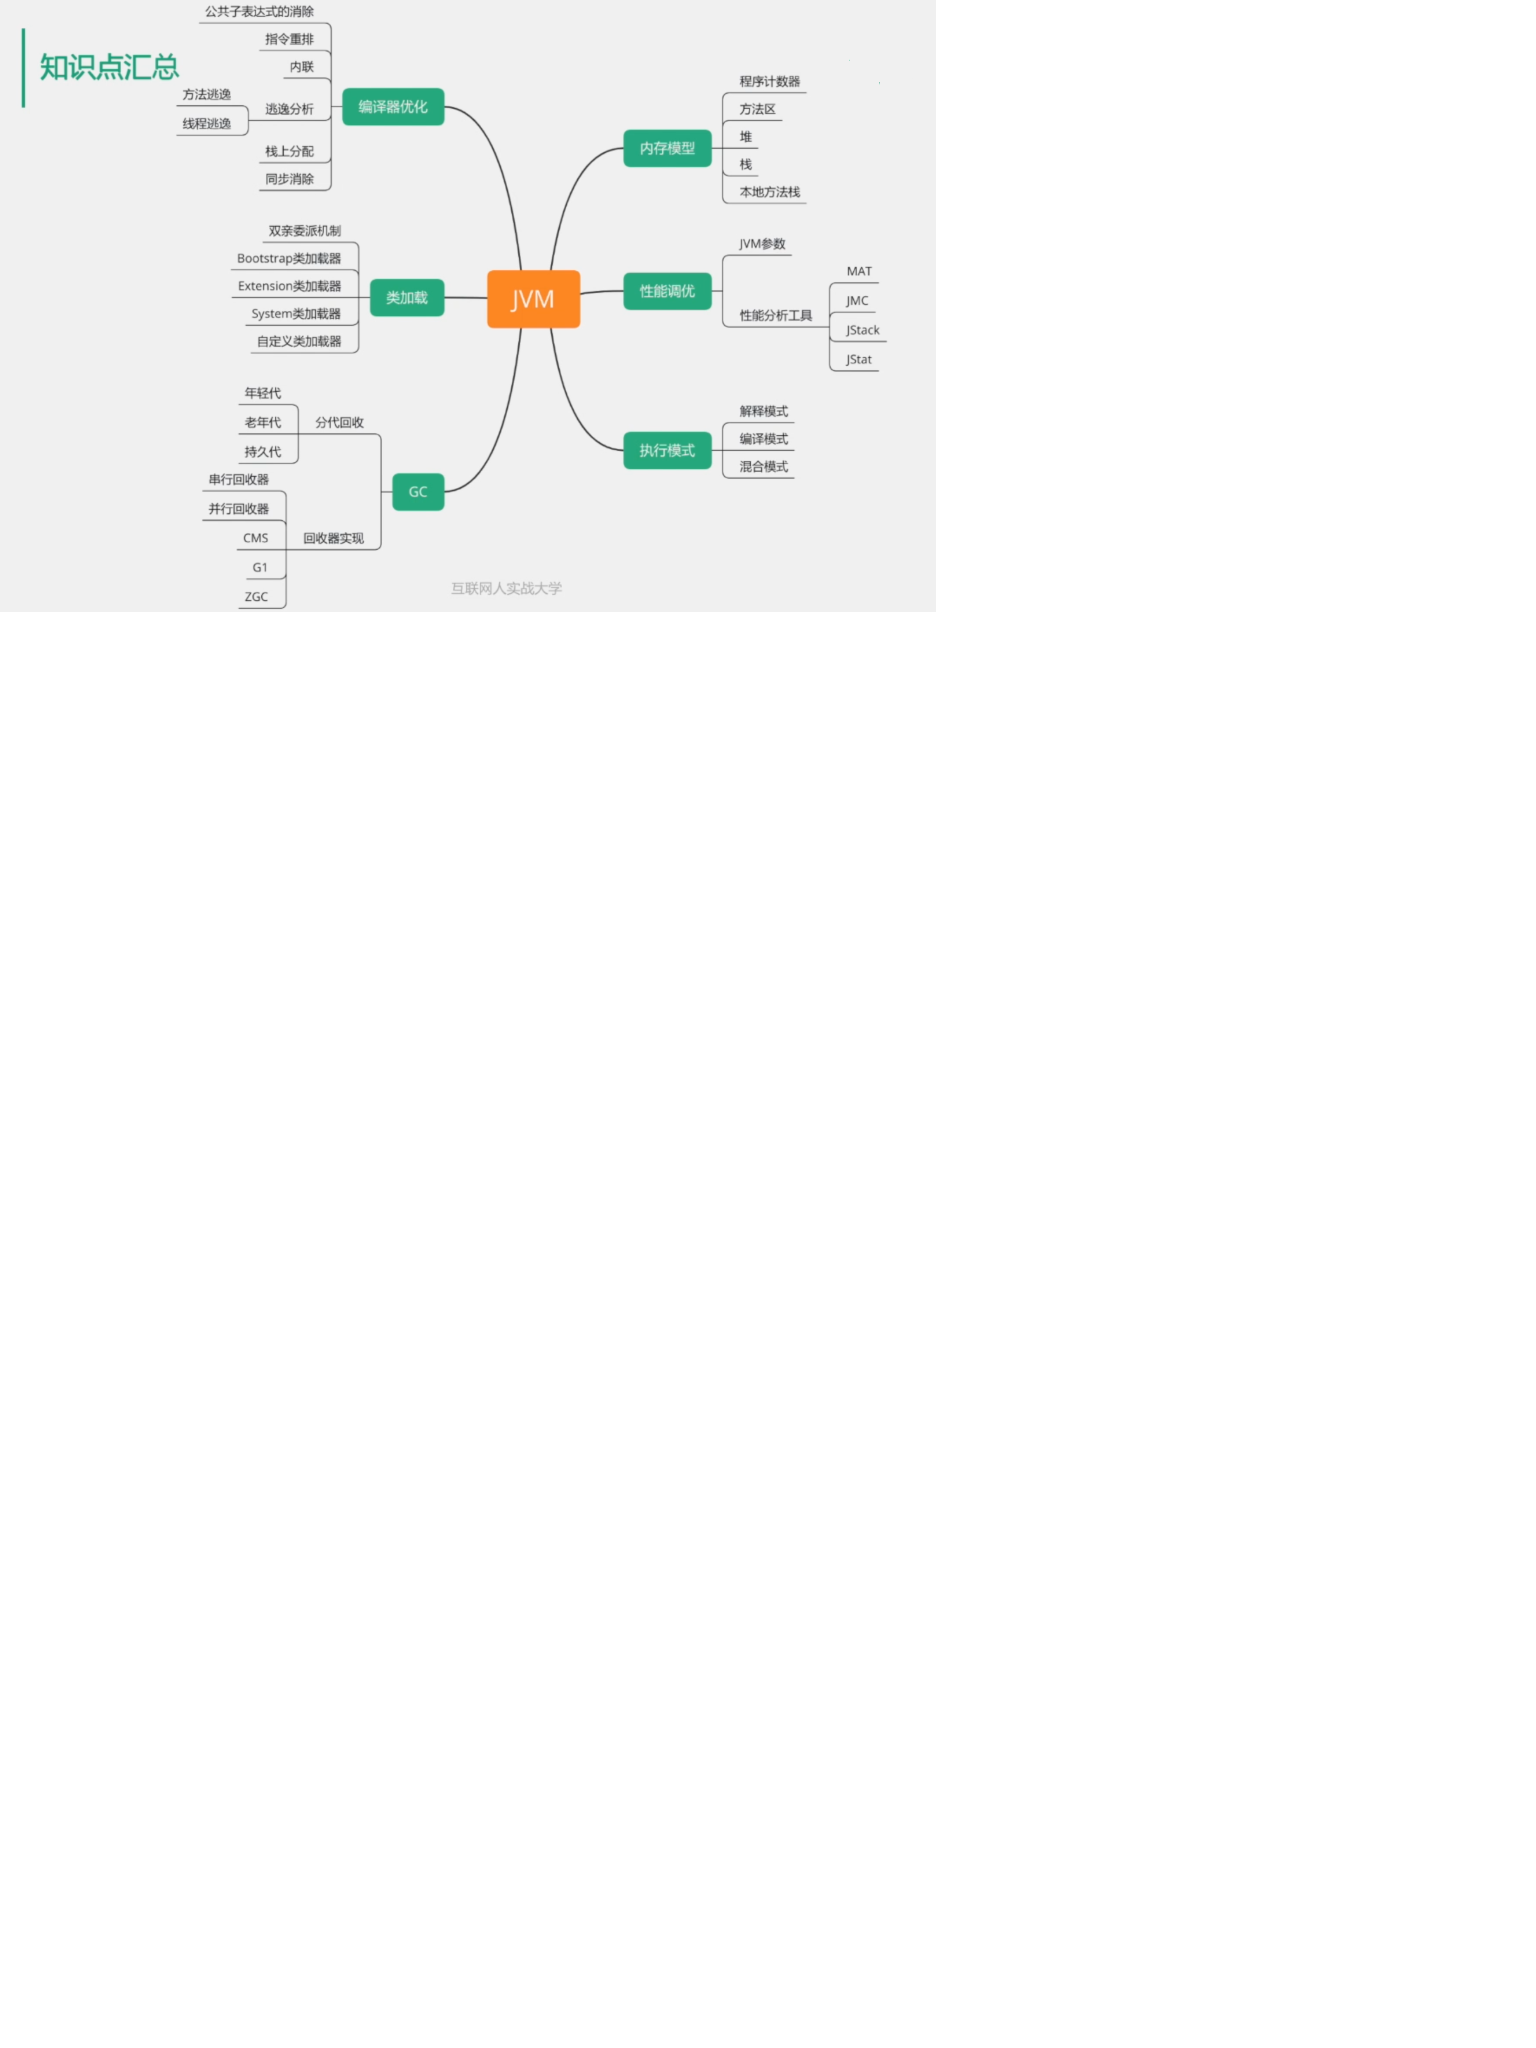 知识点汇总
公共子表达式的消除
指令重排
内联
方法逃逸
线程逃逸
逃逸分析
栈上分配
同步消除
编译器优化
双亲委派机制
Bootstrap类加载器
Extension类加载器
System类加载器
自定义类加载器
类加载
年轻代
老年代
持久代
分代回收
串行回收器
并行回收器
CMS
G1
ZGC
回收器实现
GC
JVM
内存模型
程序计数器
方法区
堆
栈
本地方法栈
性能调优
JVM参数
性能分析工具
MAT
JMC
JStack
JStat
执行模式
解释模式
编译模式
混合模式
互联网人实战大学